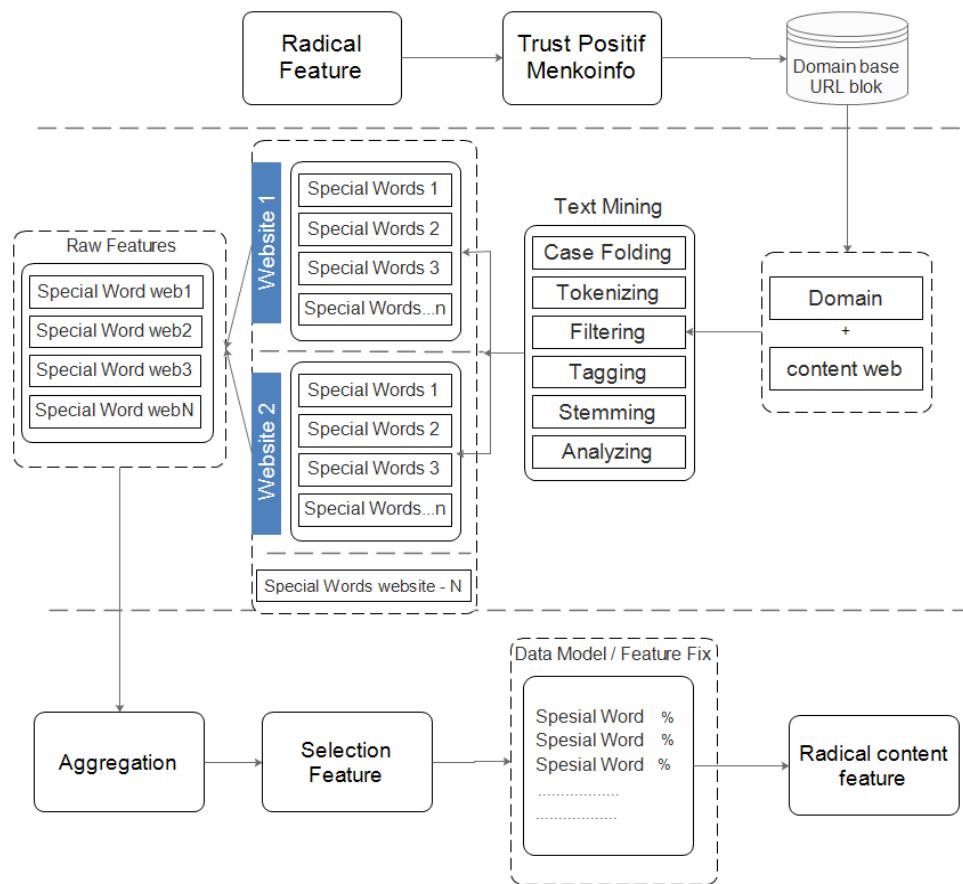 Radical
Feature
Trust Positif
Menkoinfo
Domain base
URL blok
Website 1
Special Words 1
Special Words 2
Special Words 3
Special Words...n
Text Mining
Case Folding
Tokenizing
Filtering
Tagging
Stemming
Analyzing
Domain
+
content web
Raw Features
Special Word web1
Special Word web2
Special Word web3
Special Word webN
Website 2
Special Words 1
Special Words 2
Special Words 3
Special Words...n
Special Words website - N
Aggregation
Selection
Feature
Data Model / Feature Fix
Spesial Word %
Spesial Word %
Spesial Word %
..................
..................
Radical content
feature